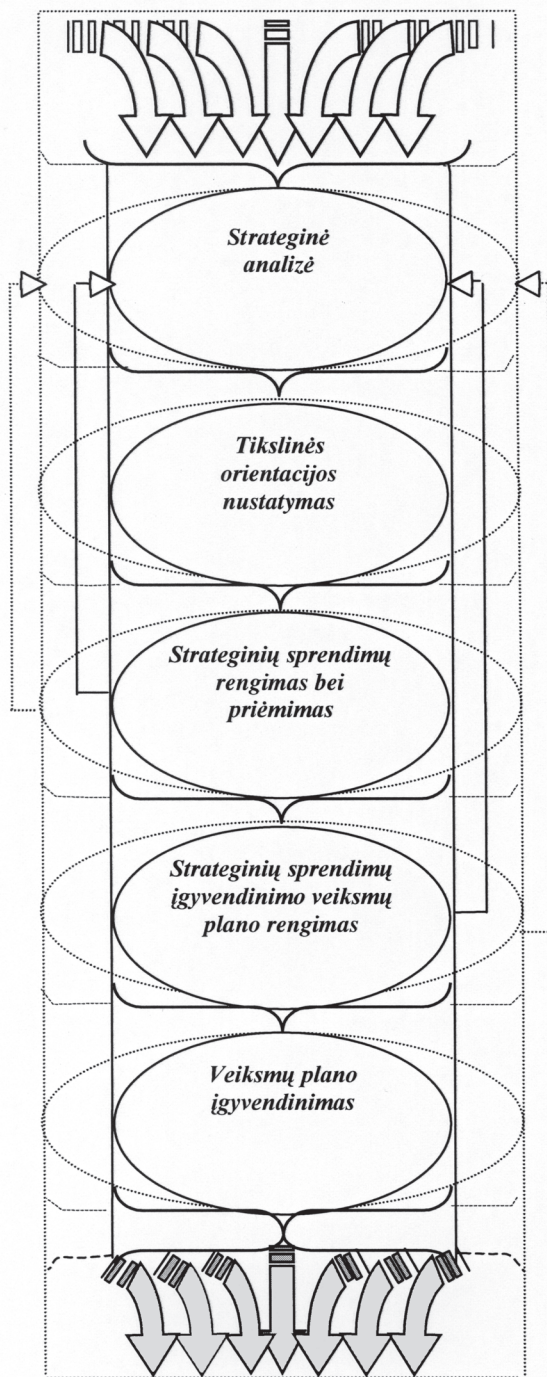 Strateginė
analizė
Tikslinės
orientacijos
nustatymas
Strateginių sprendimų
rengimas bei
priėmimas
Strateginių sprendimų
įgyvendinimo veiksmų
plano rengimas
Veiksmų plano
įgyvendinimas